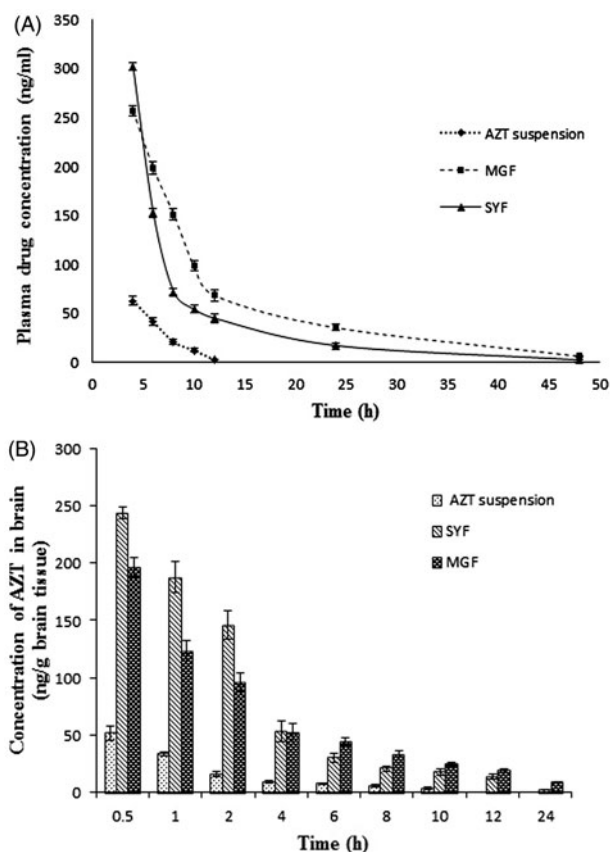 (A)
350
300
250
200
150
100
50
0
Plasma drug concentration (ng/ml)
AZT suspension
MGF
SYF
0 5 10 15 20 25 30 35 40 45 50
Time (h)
(B)
300
250
200
150
100
50
0
Concentration of AZT in brain
(ng/g brain tissue)
AZT suspension
SYF
MGF
0.5 1 2 4 6 8 10 12 24
Time (h)